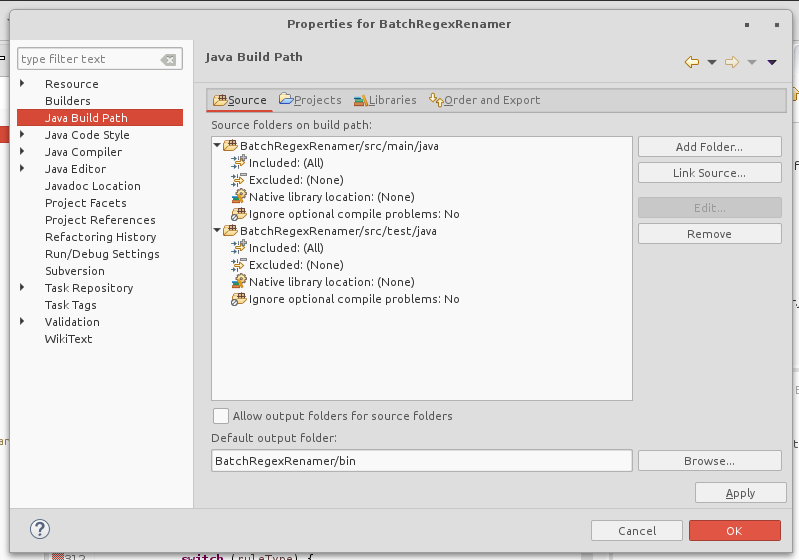 Properties for BatchRegexRenamer
type filter text
Resource
Builders
Java Build Path
Java Code Style
Java Compiler
Java Editor
Javadoc Location
Project Facets
Project References
Refactoring History
Run/Debug Settings
Subversion
Task Repository
Task Tags
Validation
WikiText
Java Build Path
Source Projects Libraries Order and Export
Source folders on build path:
BatchRegexRenamer/src/main/java
Included: (All)
Excluded: (None)
Native library location: (None)
Ignore optional compile problems: No
BatchRegexRenamer/src/test/java
Included: (All)
Excluded: (None)
Native library location: (None)
Ignore optional compile problems: No
Add Folder...
Link Source...
Edit...
Remove
Allow output folders for source folders
Default output folder:
BatchRegexRenamer/bin
Browse...
Apply
?
Cancel
OK
312 switch (ruleType) {